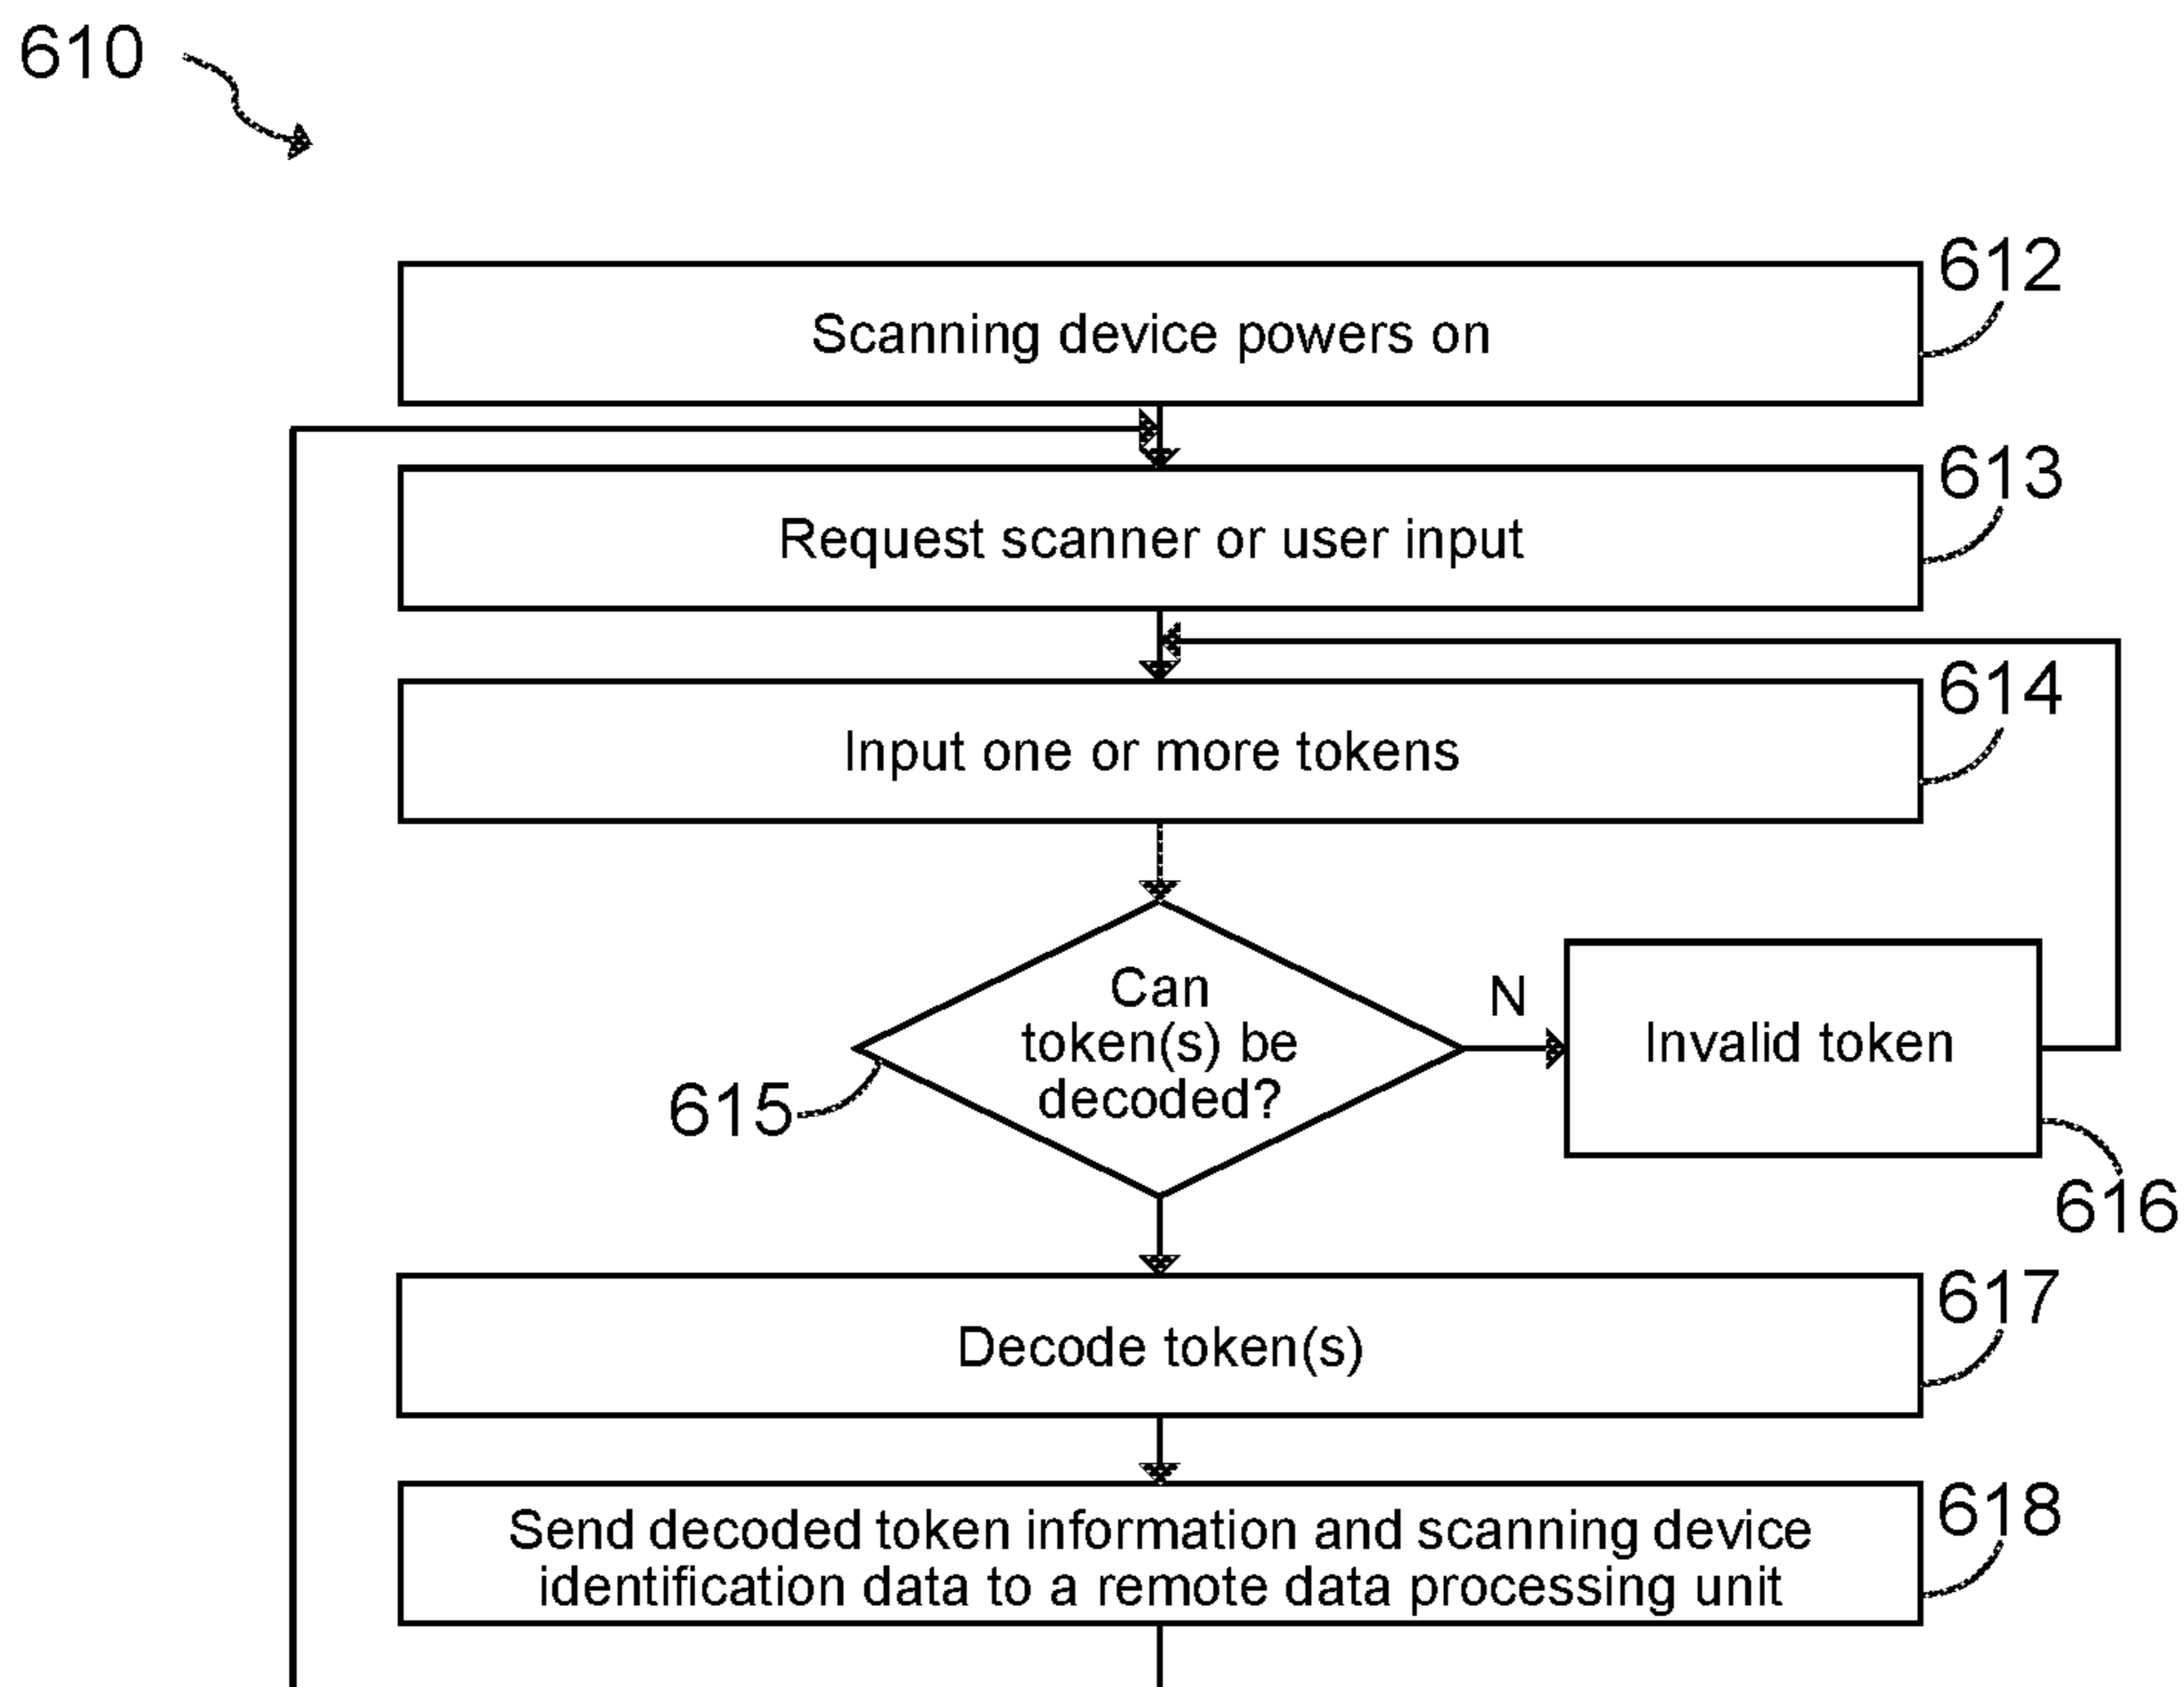 610
612
Scanning device powers on
613
Request scanner or user input
614
Input one or more tokens
Can
token(s) be
decoded?
N
Invalid token
615
616
617
Decode token(s)
618
Send decoded token information and scanning device
identification data to a remote data processing unit